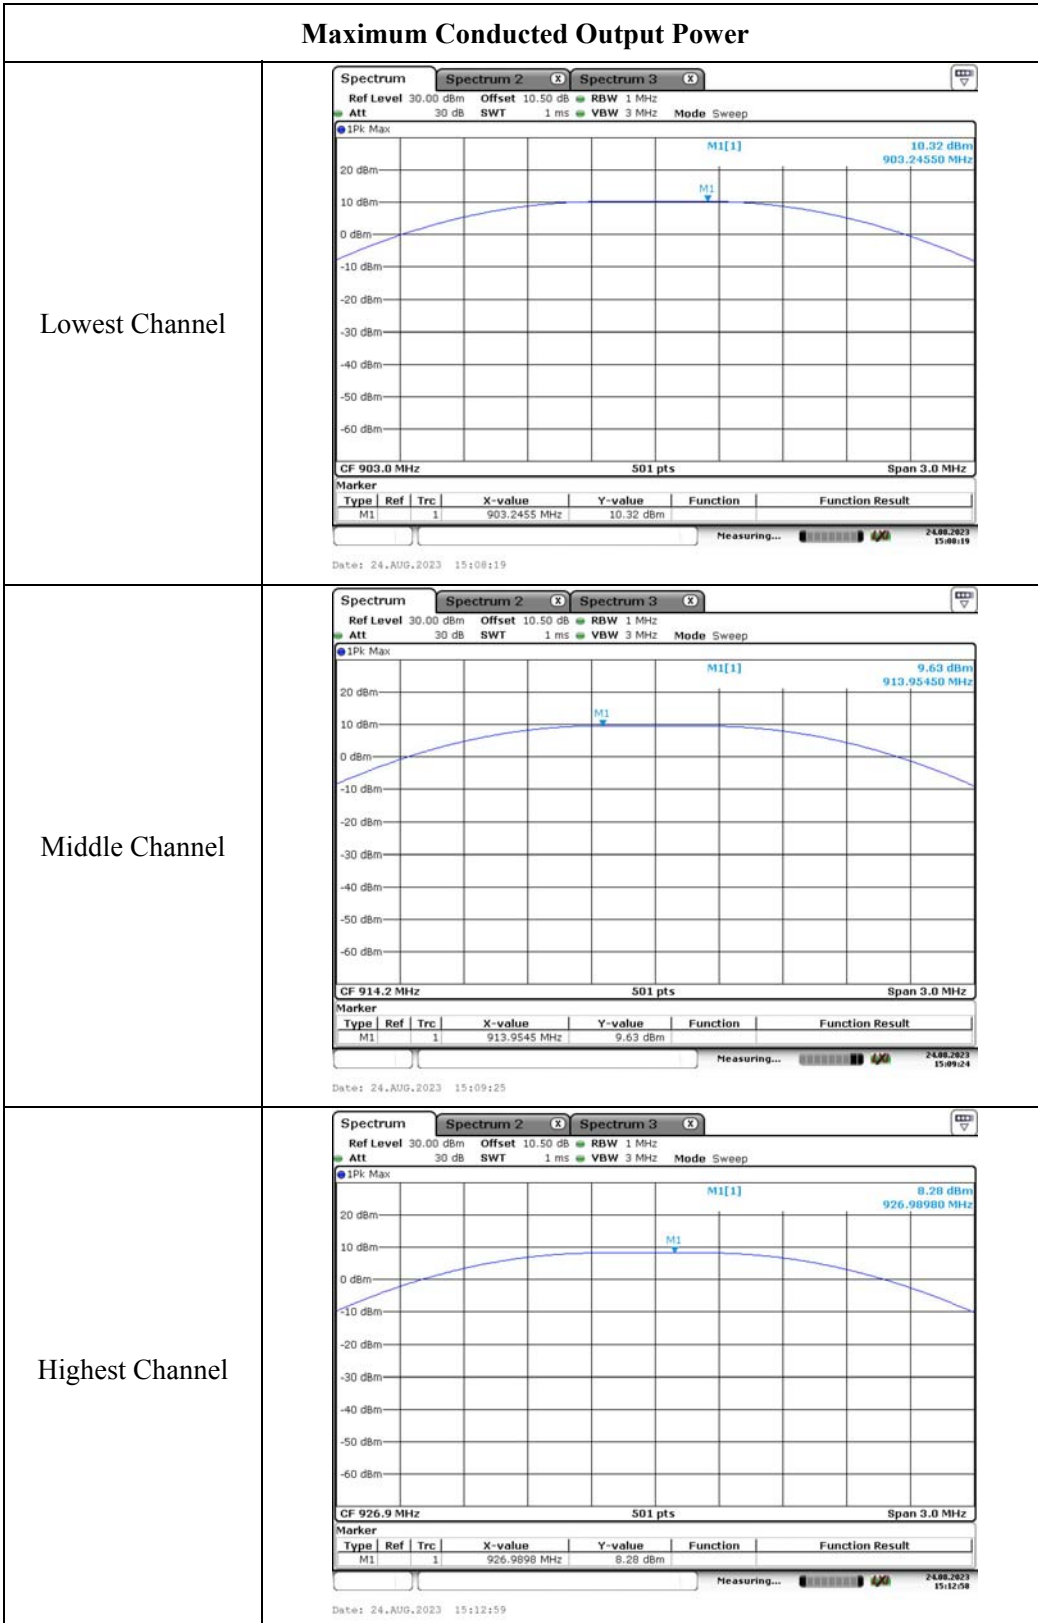 Maximum Conducted Output Power
Lowest Channel
Spectrum Spectrum 2 X Spectrum 3 X
Ref Level 30.00 dBm Offset 10.50 dB RBW 1 MHz
Att 30 dB SWT 1 ms VBW 3 MHz Mode Sweep
1Pk Max
M1[1] 10.32 dBm
903.24550 MHz
20 dBm
M1
10 dBm
0 dBm
-10 dBm
-20 dBm
-30 dBm
-40 dBm
-50 dBm
-60 dBm
CF 903.0 MHz 501 pts Span 3.0 MHz
Marker
Type Ref Trc X-value Y-value Function Function Result
M1 1 903.2455 MHz 10.32 dBm
Measuring... 24.08.2023
15:08:19
Date: 24.AUG.2023 15:08:19
Middle Channel
Spectrum Spectrum 2 X Spectrum 3 X
Ref Level 30.00 dBm Offset 10.50 dB RBW 1 MHz
Att 30 dB SWT 1 ms VBW 3 MHz Mode Sweep
1Pk Max
M1[1] 9.63 dBm
913.95450 MHz
20 dBm
M1
10 dBm
0 dBm
-10 dBm
-20 dBm
-30 dBm
-40 dBm
-50 dBm
-60 dBm
CF 914.2 MHz 501 pts Span 3.0 MHz
Marker
Type Ref Trc X-value Y-value Function Function Result
M1 1 913.9545 MHz 9.63 dBm
Measuring... 24.08.2023
15:09:24
Date: 24.AUG.2023 15:09:25
Highest Channel
Spectrum Spectrum 2 X Spectrum 3 X
Ref Level 30.00 dBm Offset 10.50 dB RBW 1 MHz
Att 30 dB SWT 1 ms VBW 3 MHz Mode Sweep
1Pk Max
M1[1] 8.28 dBm
926.98980 MHz
20 dBm
M1
10 dBm
0 dBm
-10 dBm
-20 dBm
-30 dBm
-40 dBm
-50 dBm
-60 dBm
CF 926.9 MHz 501 pts Span 3.0 MHz
Marker
Type Ref Trc X-value Y-value Function Function Result
M1 1 926.9898 MHz 8.28 dBm
Measuring... 24.08.2023
15:12:58
Date: 24.AUG.2023 15:12:59